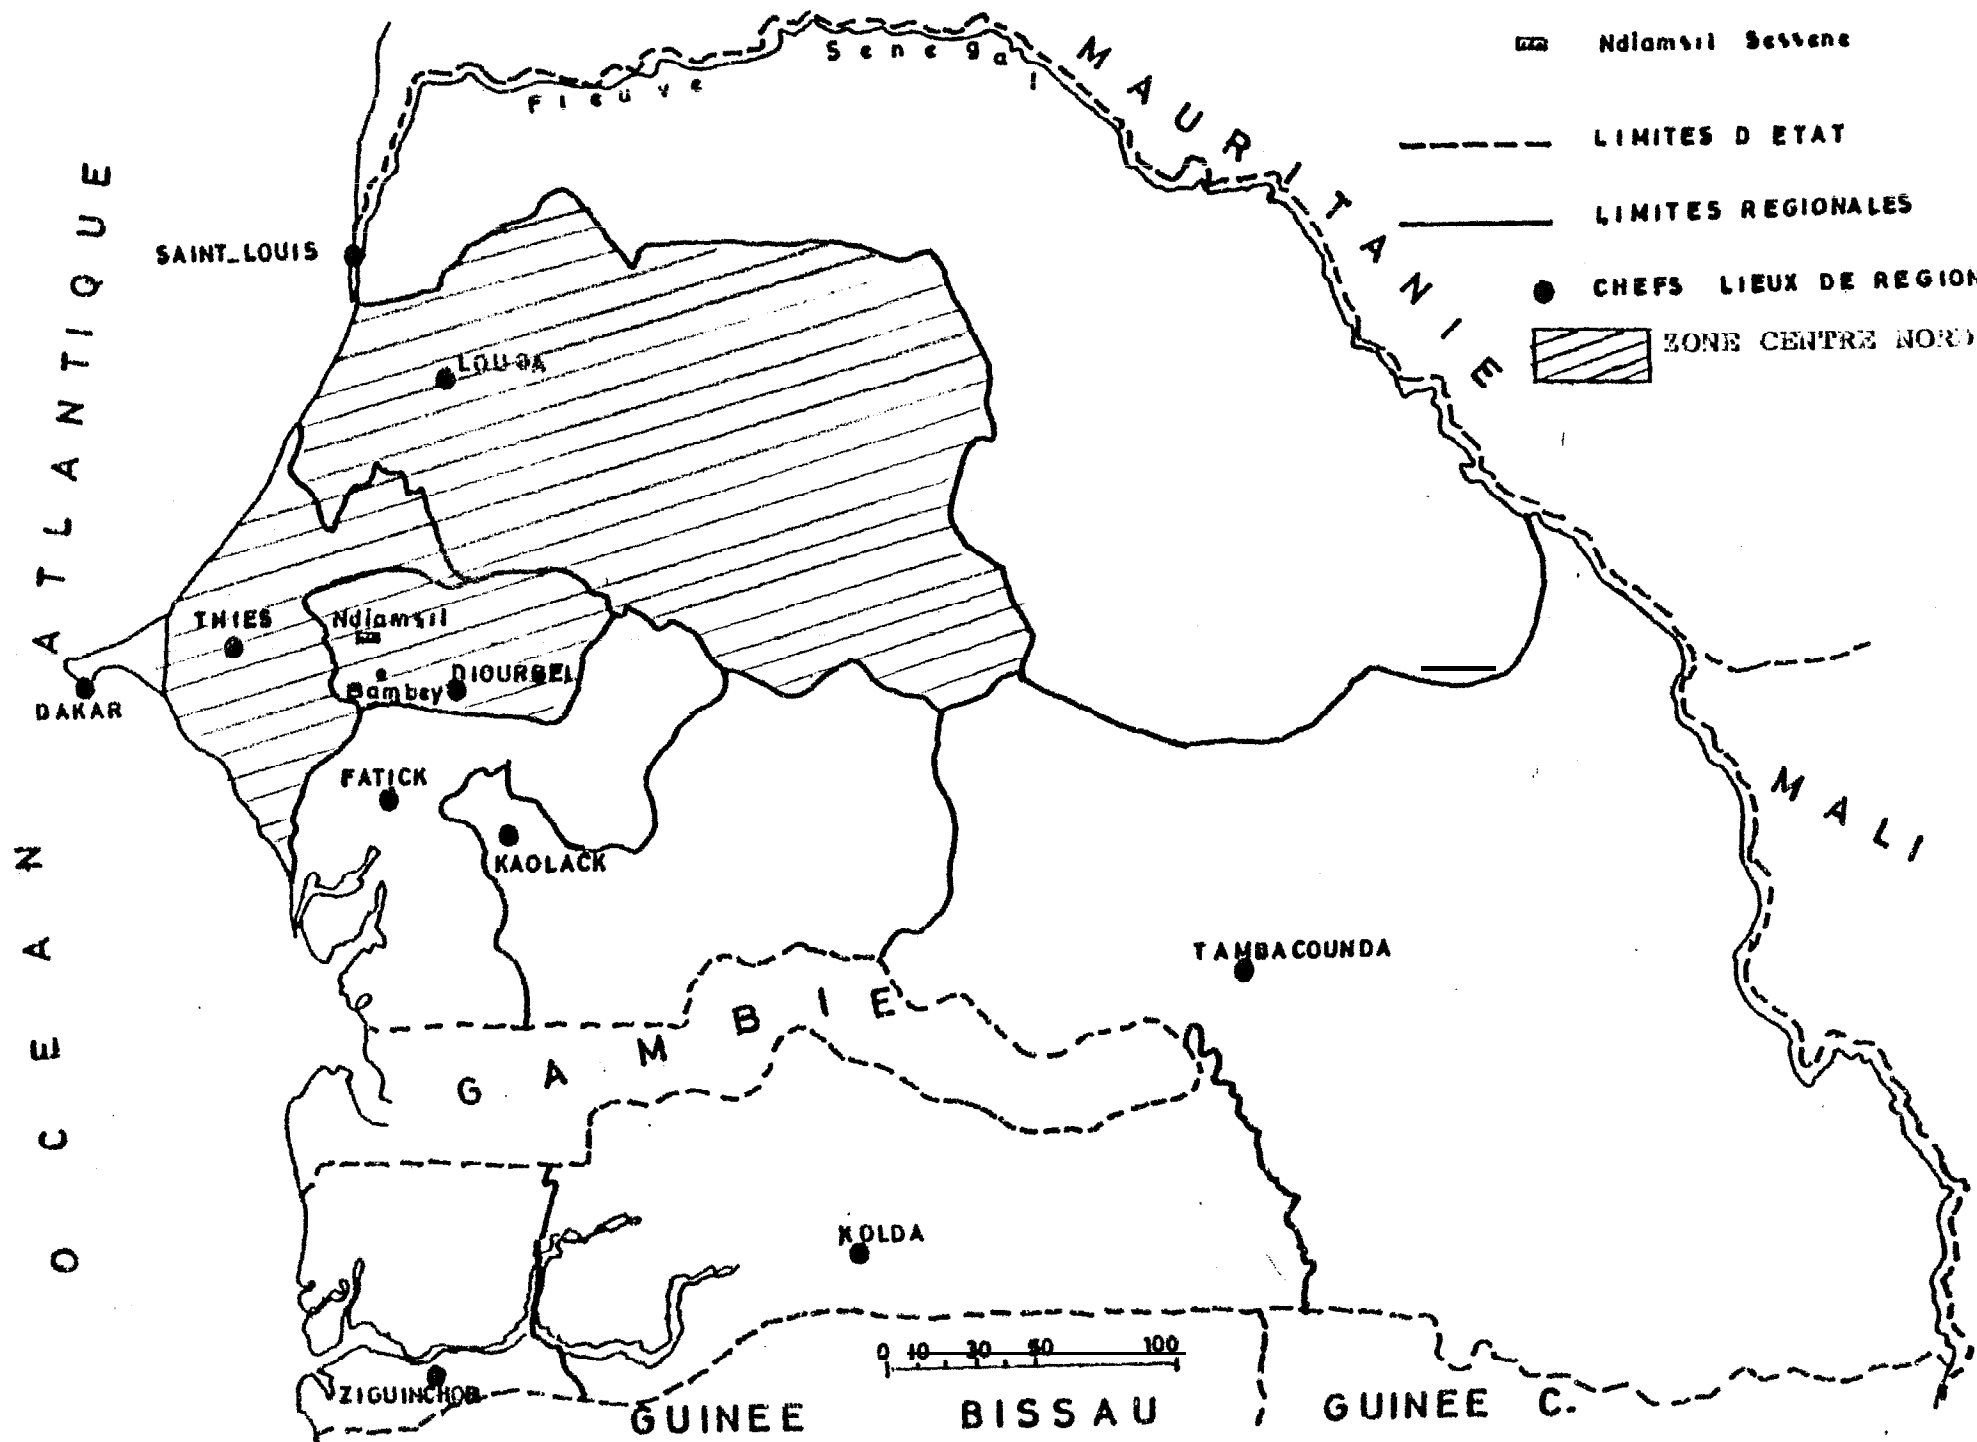 Fleuve Senegal
MAURITANIE
Ndiamsil Sessene
LIMITES D ETAT
LIMITES REGIONALES
CHEFS LIEUX DE REGION
ZONE CENTRE NORD
OCEAN ATLANTIQUE
SAINT_LOUIS
LOUGA
THIES
Ndiamsil
Bambey
DIOURBEL
DAKAR
FATICK
KAOLACK
MALI
TAMBACOUNDA
GAMBIE
KOLDA
0 10 30 50 100
ZIGUINCHOR
GUINEE BISSAU
GUINEE C.